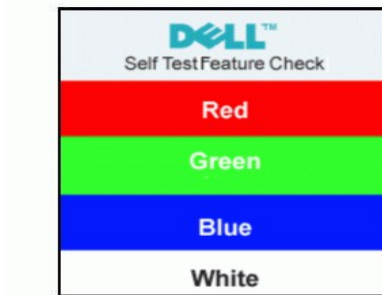 DELL™
Self Test Feature Check
Red
Green
Blue
White